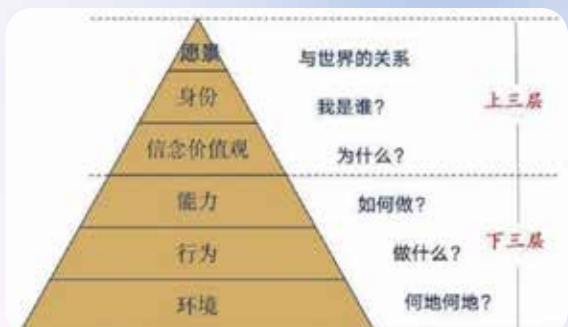 愿景 与世界的关系
身份 我是谁？ 上三层
信念价值观 为什么？
能力 如何做？
行为 做什么？ 下三层
环境 何地何地？